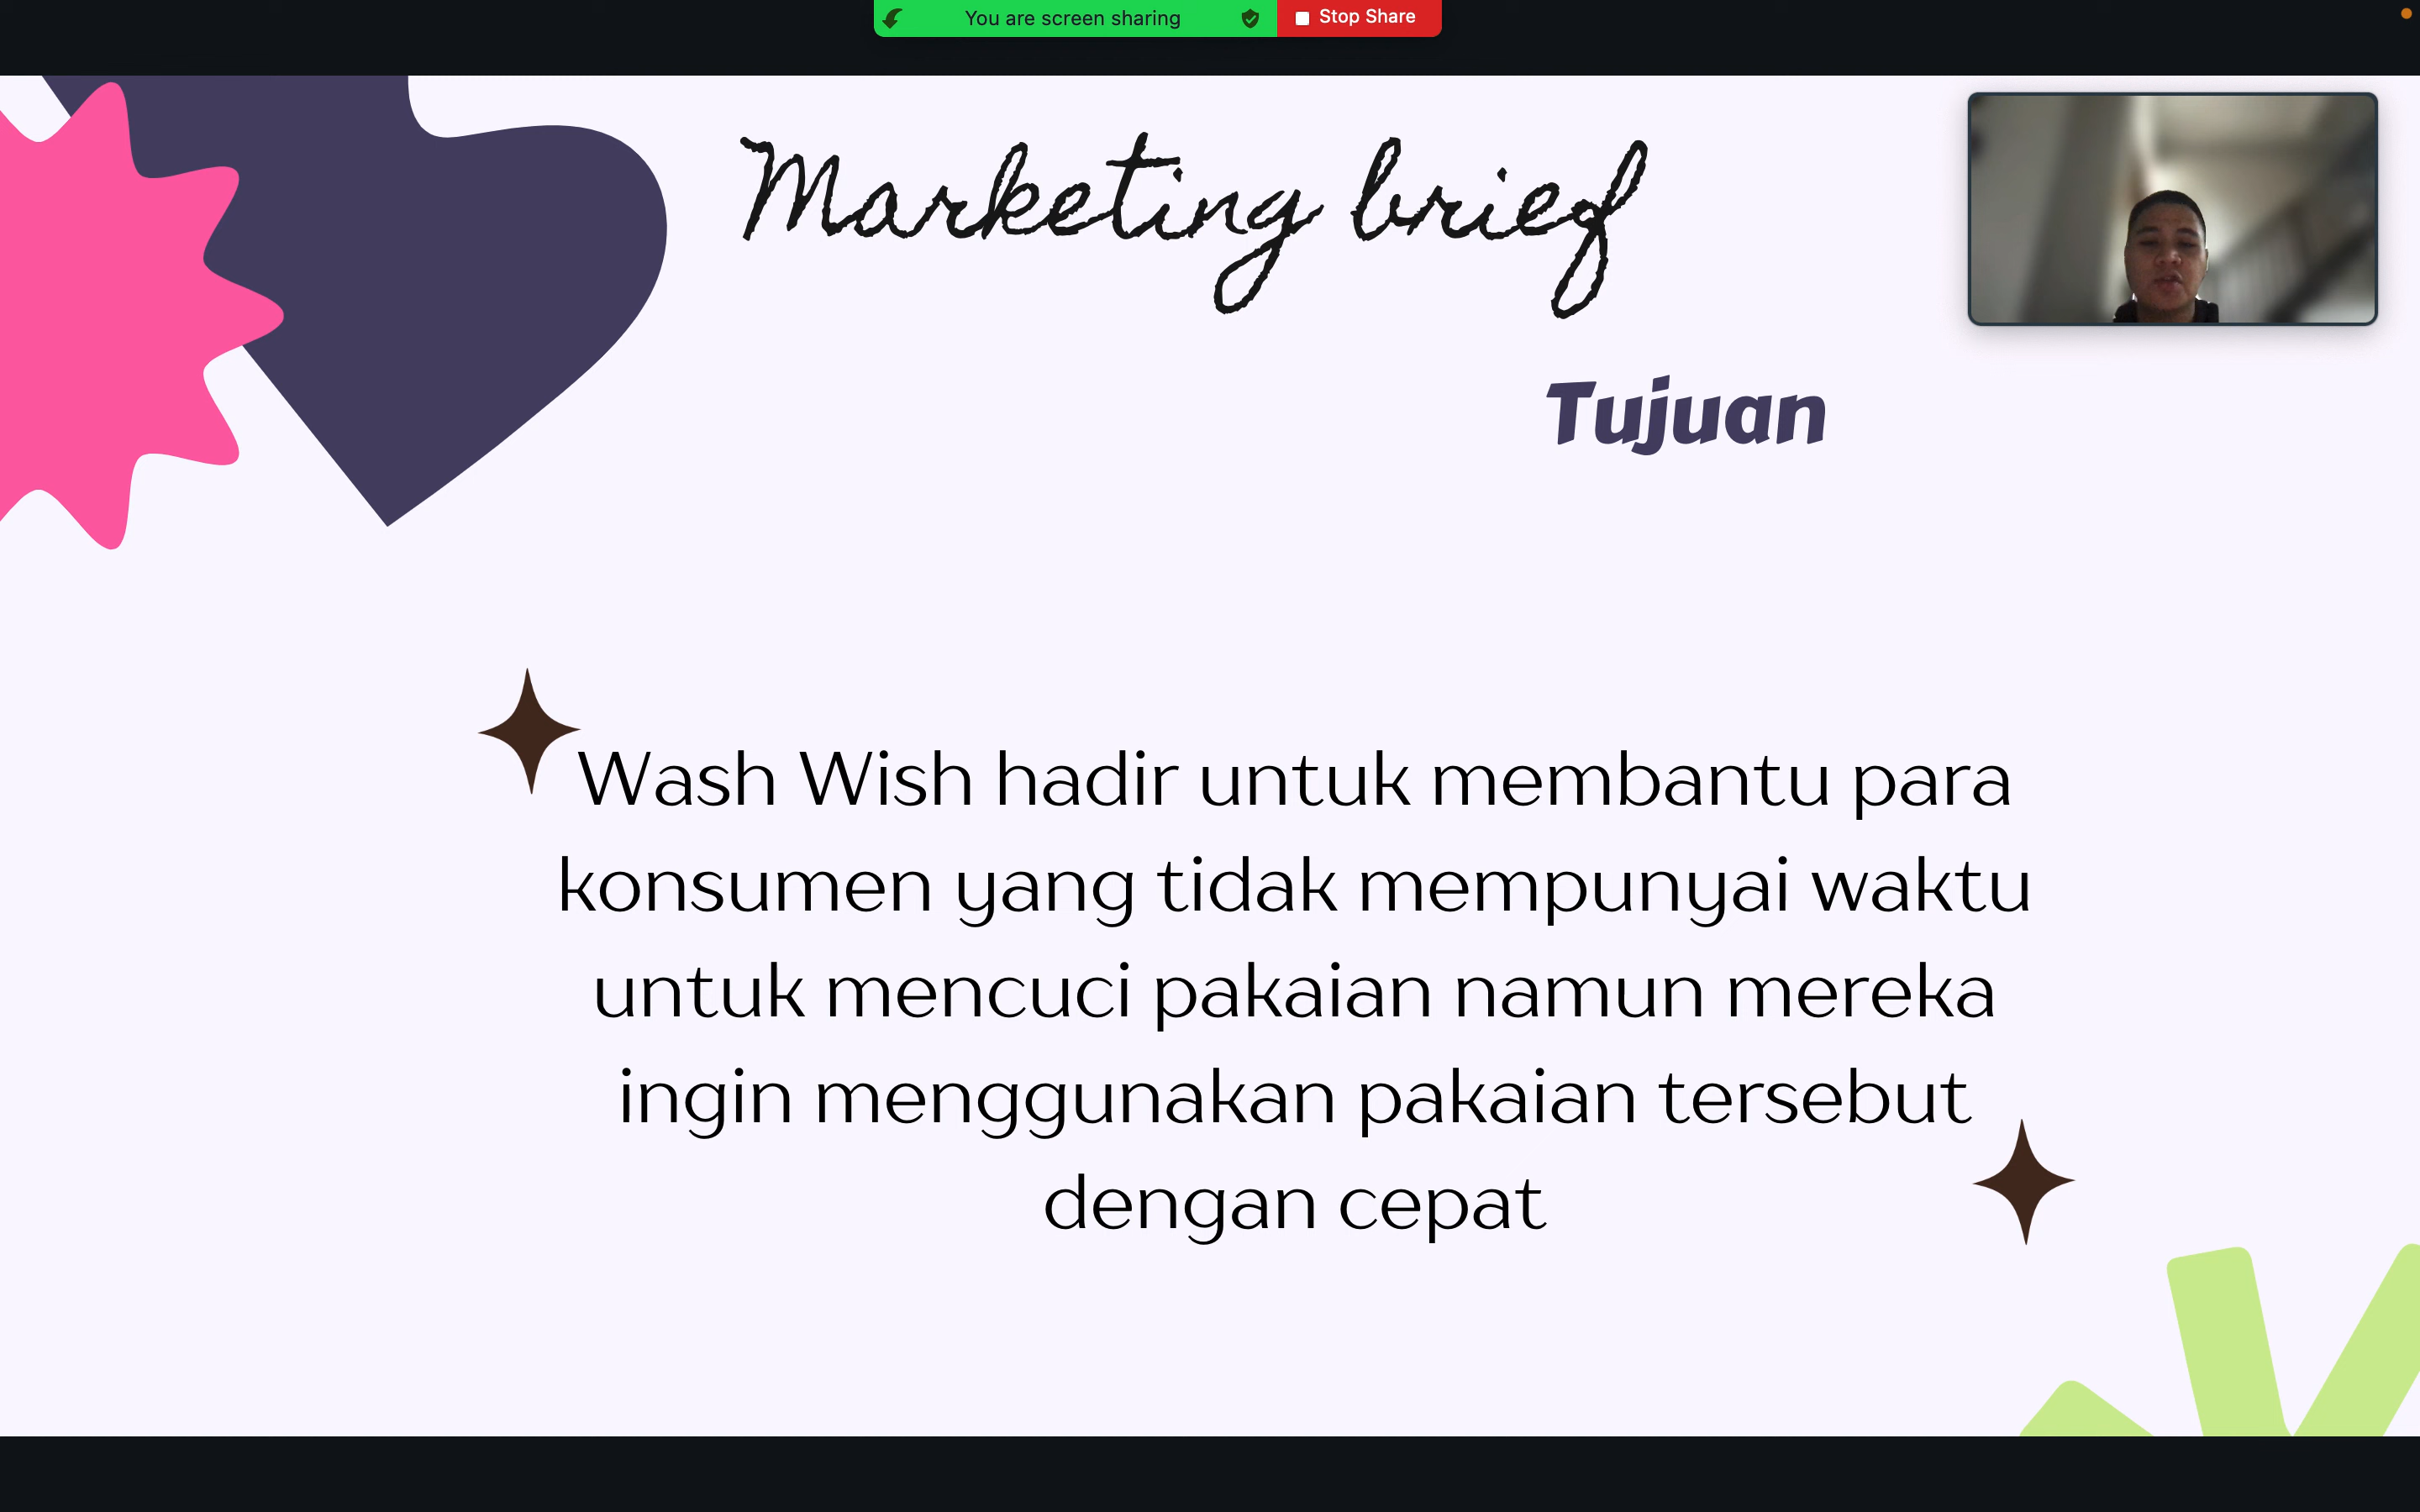 You are screen sharing
Stop Share
Marketing brief
Tujuan
Wash Wish hadir untuk membantu para
konsumen yang tidak mempunyai waktu
untuk mencuci pakaian namun mereka
ingin menggunakan pakaian tersebut
dengan cepat